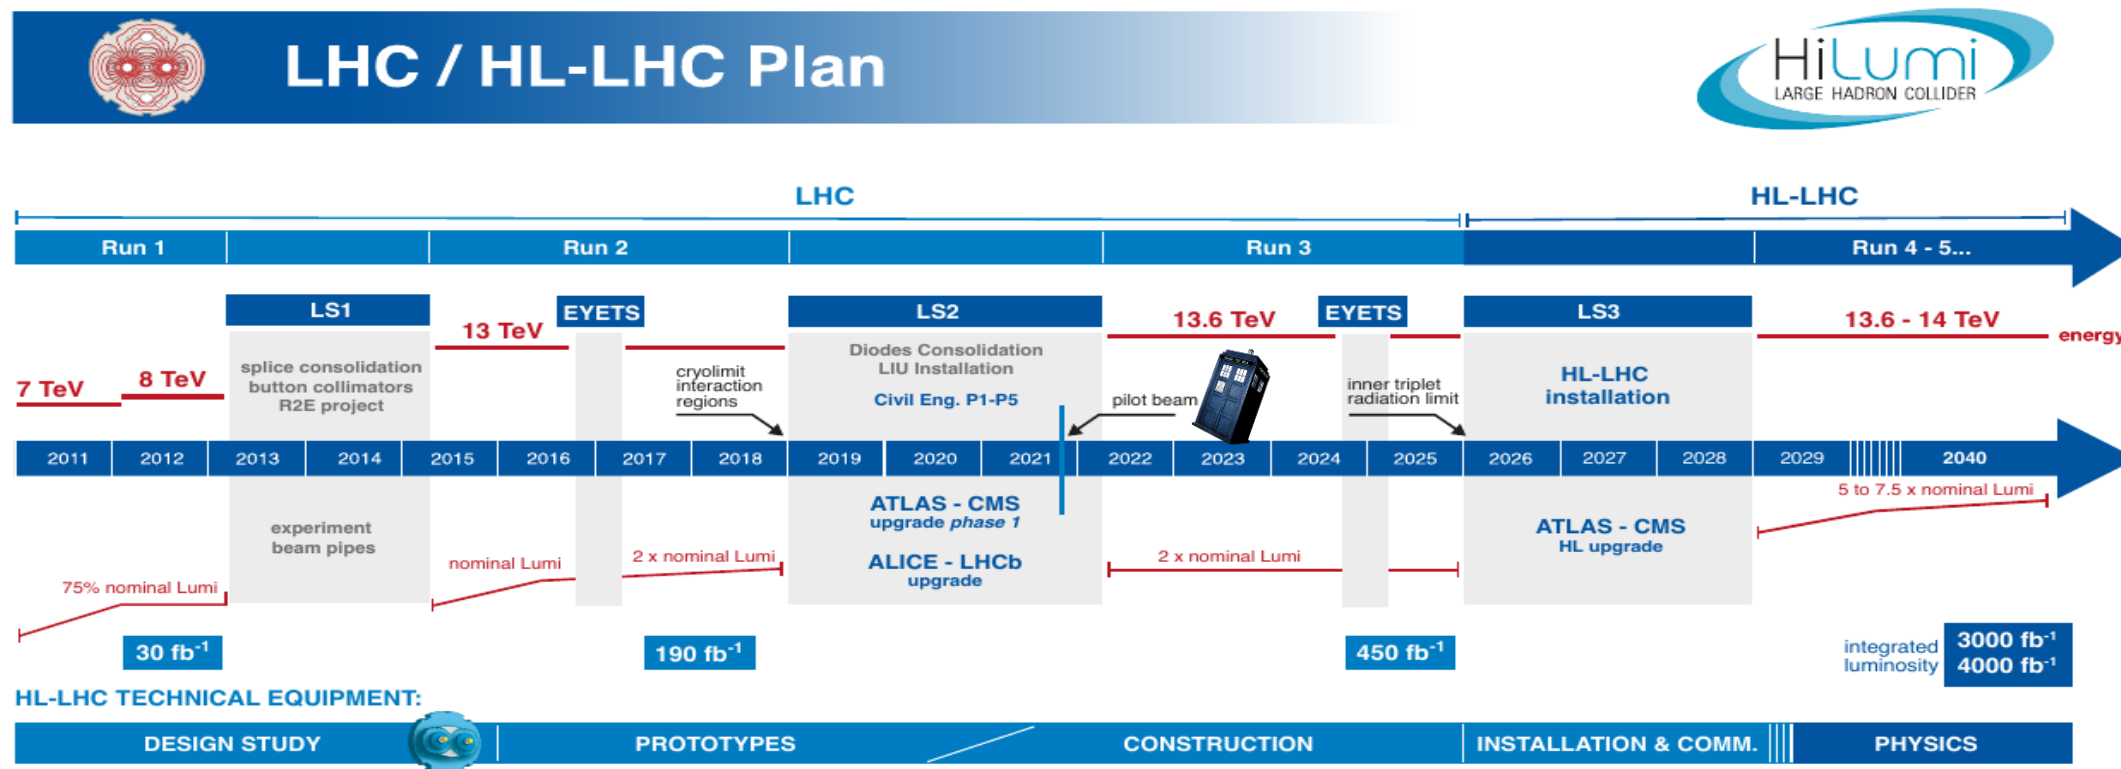 LHC / HL-LHC Plan
HiLumi
LARGE HADRON COLLIDER
LHC
HL-LHC
Run 1
Run 2
Run 3
Run 4 - 5...
LS1
EYETS
LS2
EYETS
LS3
13 TeV
13.6 TeV
13.6 - 14 TeV
energy
7 TeV
8 TeV
splice consolidation
button collimators
R2E project
cryolimit
interaction
regions
Diodes Consolidation
LIU Installation
Civil Eng. P1-P5
pilot beam
inner triplet
radiation limit
HL-LHC
installation
2011
2012
2013
2014
2015
2016
2017
2018
2019
2020
2021
2022
2023
2024
2025
2026
2027
2028
2029
2040
experiment
beam pipes
ATLAS - CMS
upgrade phase 1
ALICE - LHCb
upgrade
ATLAS - CMS
HL upgrade
5 to 7.5 x nominal Lumi
75% nominal Lumi
nominal Lumi
2 x nominal Lumi
2 x nominal Lumi
30 fb⁻¹
190 fb⁻¹
450 fb⁻¹
integrated
luminosity
3000 fb⁻¹
4000 fb⁻¹
HL-LHC TECHNICAL EQUIPMENT:
DESIGN STUDY
PROTOTYPES
CONSTRUCTION
INSTALLATION & COMM.
PHYSICS